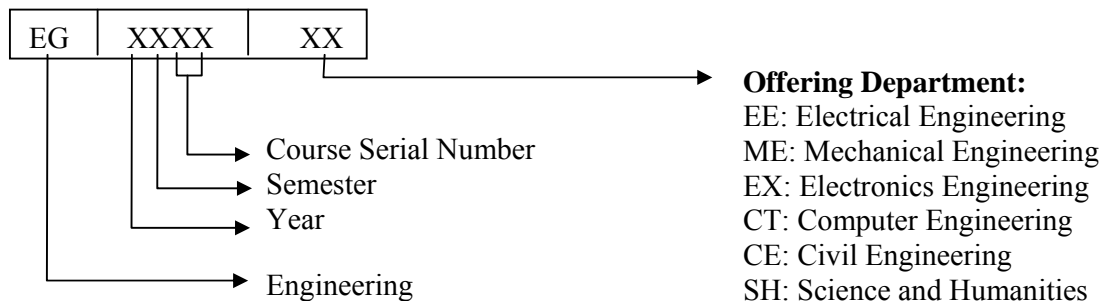 EG XXXX XX
Course Serial Number
Semester
Year
Engineering
Offering Department:
EE: Electrical Engineering
ME: Mechanical Engineering
EX: Electronics Engineering
CT: Computer Engineering
CE: Civil Engineering
SH: Science and Humanities